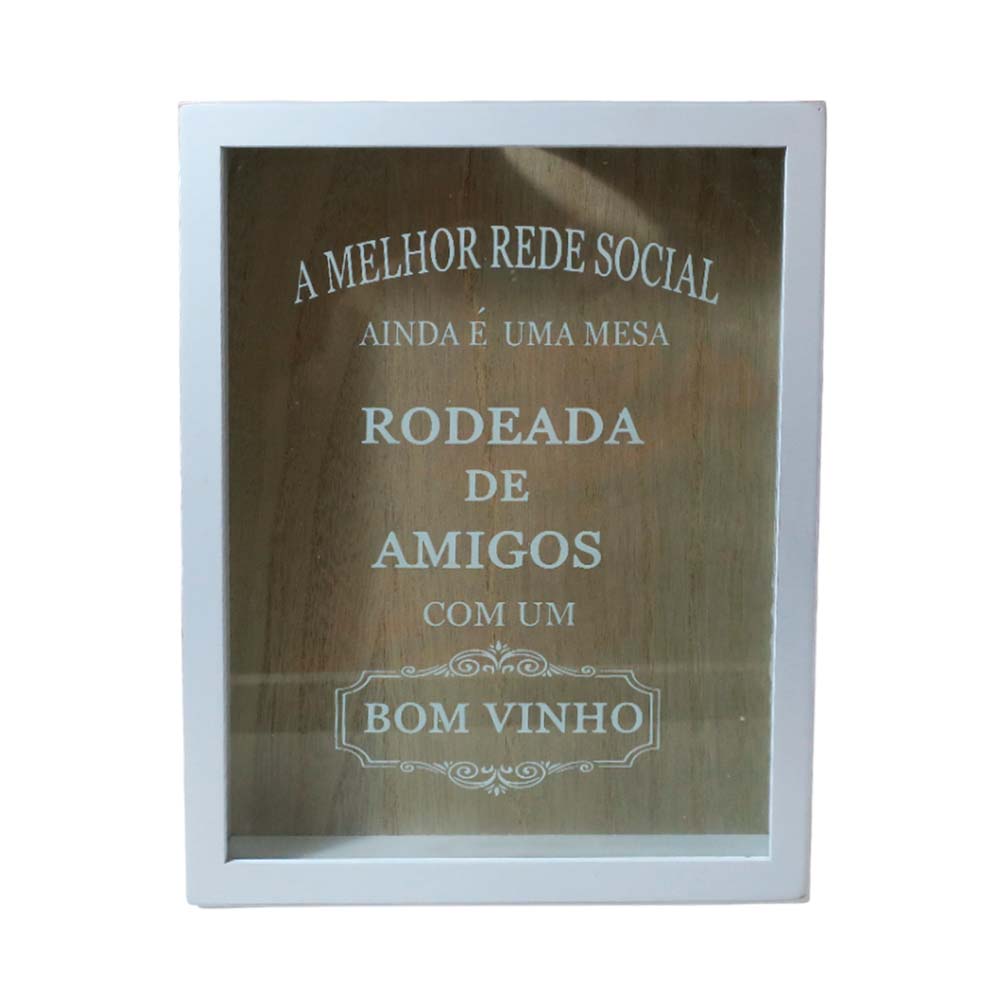 A MELHOR REDE SOCIAL
AINDA É UMA MESA
RODEADA
DE
AMIGOS
COM UM
BOM VINHO